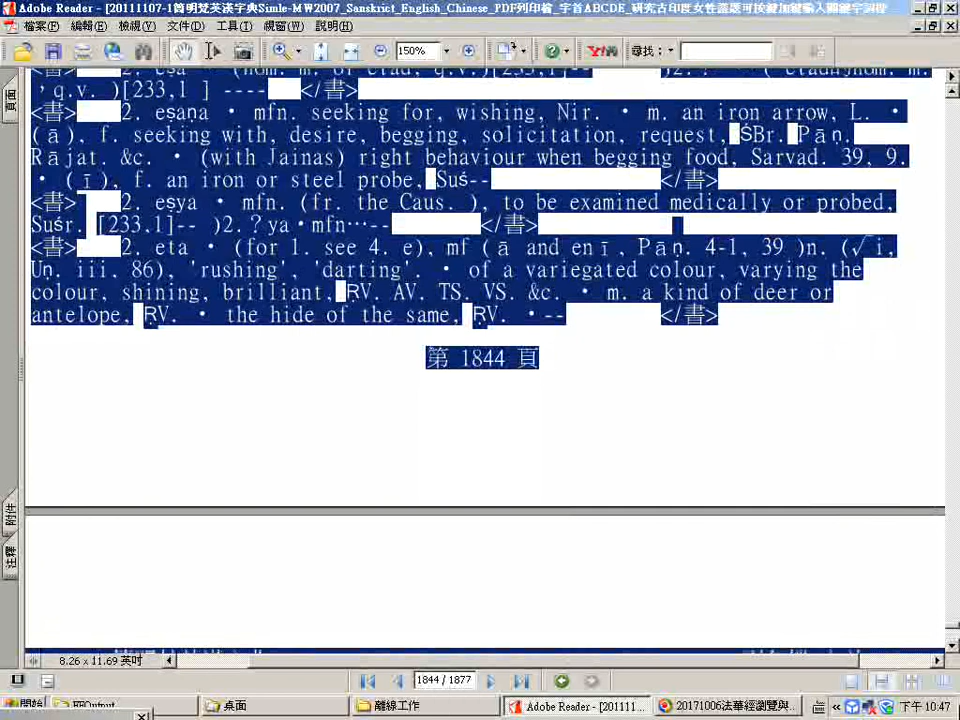 Adobe Reader - [20111107-1簡明梵英漢字典Simle-MW2007_Sanskrict_English_Chinese_PDF列印檔_字首ABCDE_研究古印度女性議題可按鍵輸入關鍵字詞搜
檔案(F) 編輯(E) 檢視(V) 文件(D) 工具(T) 視窗(W) 說明(H)
150% 尋找：
頁面
<書> 2. eṣa • (nom. m. of etad, q.v.)[233,1]--
，q.v. )[233,1 ] ---- </書>
<書> 2. eṣaṇa • mfn. seeking for, wishing, Nir. • m. an iron arrow, L. •
(ā), f. seeking with, desire, begging, solicitation, request, ŚBr. Pāṇ.
Rājat. &c. • (with Jainas) right behaviour when begging food, Sarvad. 39, 9.
• (ī), f. an iron or steel probe, Suś-- </書>
<書> 2. eṣya • mfn. (fr. the Caus. ), to be examined medically or probed,
Suśr. [233,1]-- )2.？ya•mfn…-- </書>
<書> 2. eta • (for 1. see 4. e), mf (ā and enī, Pāṇ. 4-1, 39 )n. (√i,
Uṇ. iii. 86), 'rushing', 'darting'. • of a variegated colour, varying the
colour, shining, brilliant, ṚV. AV. TS. VS. &c. • m. a kind of deer or
antelope, ṚV. • the hide of the same, ṚV. •-- </書>
第 1844 頁
附件
注釋
8.26 x 11.69 英吋
1844 / 1877
開始 FFOutput 桌面 離線工作 Adobe Reader - [201111... 20171006法華經瀏覽與... 下午 10:47